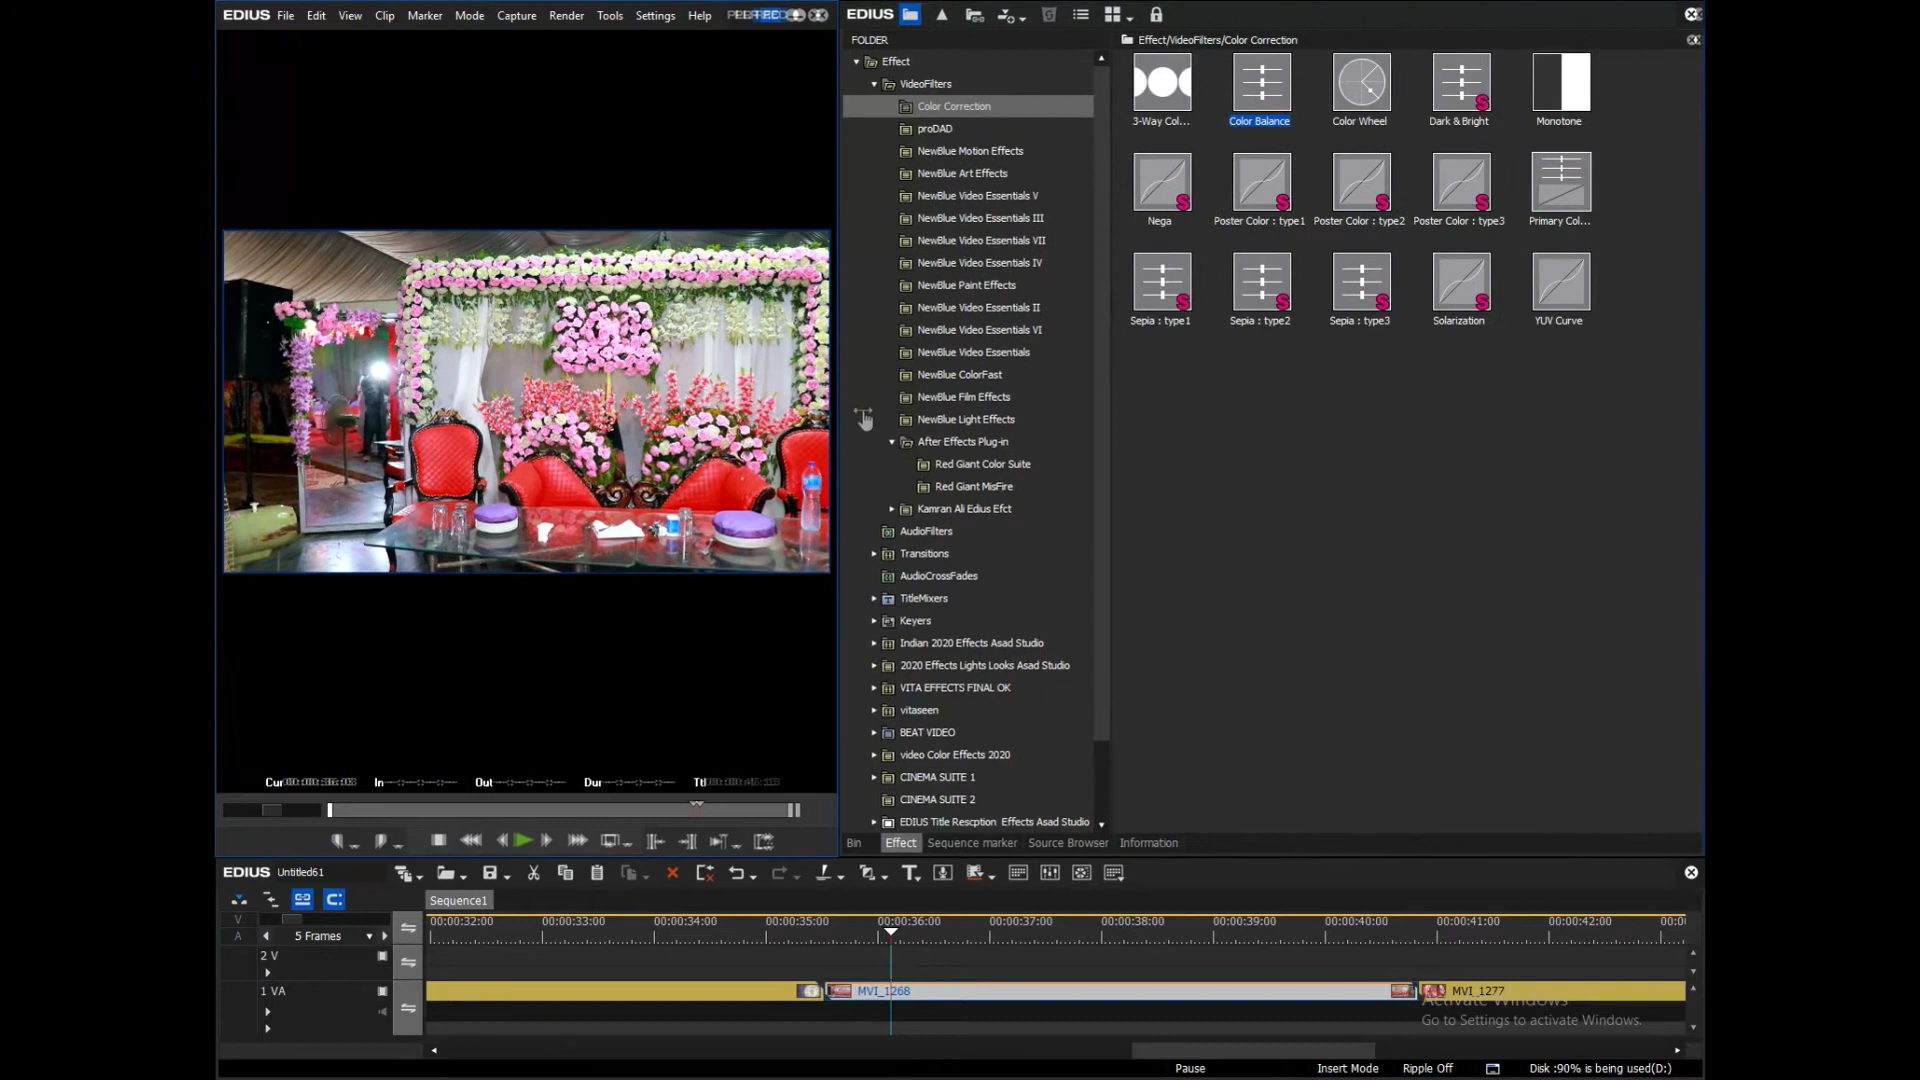 EDIUS File Edit View Clip Marker Mode Capture Render Tools Settings Help
EDIUS
FOLDER
Effect
VideoFilters
Color Correction
proDAD
NewBlue Motion Effects
NewBlue Art Effects
NewBlue Video Essentials V
NewBlue Video Essentials III
NewBlue Video Essentials VII
NewBlue Video Essentials IV
NewBlue Paint Effects
NewBlue Video Essentials II
NewBlue Video Essentials VI
NewBlue Video Essentials
NewBlue ColorFast
NewBlue Film Effects
NewBlue Light Effects
After Effects Plug-in
Red Giant Color Suite
Red Giant MisFire
Kamran Ali Edius Efct
AudioFilters
Transitions
AudioCrossFades
TitleMixers
Keyers
Indian 2020 Effects Asad Studio
2020 Effects Lights Looks Asad Studio
VITA EFFECTS FINAL OK
vitaseen
BEAT VIDEO
video Color Effects 2020
CINEMA SUITE 1
CINEMA SUITE 2
EDIUS Title Rescption Effects Asad Studio
Effect/VideoFilters/Color Correction
3-Way Col... Color Balance Color Wheel Dark & Bright Monotone
Nega Poster Color : type1 Poster Color : type2 Poster Color : type3 Primary Col...
Sepia : type1 Sepia : type2 Sepia : type3 Solarization YUV Curve
Cur In --:--:--:-- Out --:--:--:-- Dur --:--:--:-- Ttl
Bin Effect Sequence marker Source Browser Information
EDIUS Untitled61
Sequence1
V
A
5 Frames
00:00:32:00 00:00:33:00 00:00:34:00 00:00:35:00 00:00:36:00 00:00:37:00 00:00:38:00 00:00:39:00 00:00:40:00 00:00:41:00 00:00:42:00 00:00
2 V
1 VA
MVI_1268
MVI_1277
Activate Windows
Go to Settings to activate Windows.
Pause Insert Mode Ripple Off Disk :90% is being used(D:)